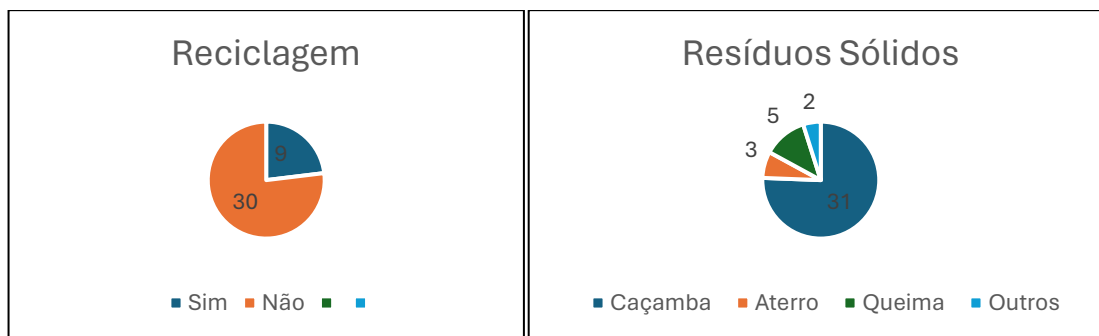 Reciclagem
9
30
Sim Não
Resíduos Sólidos
2
5
3
31
Caçamba Aterro Queima Outros